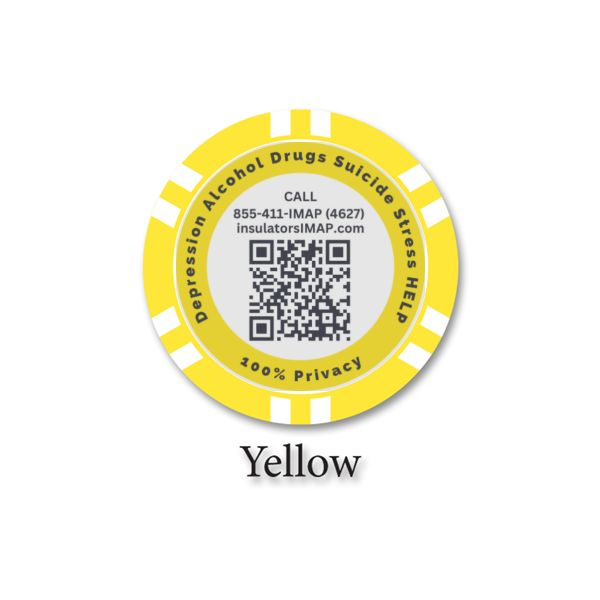 Depression Alcohol Drugs Suicide Stress HELP
CALL
855-411-IMAP (4627)
insulatorsIMAP.com
100% Privacy
Yellow